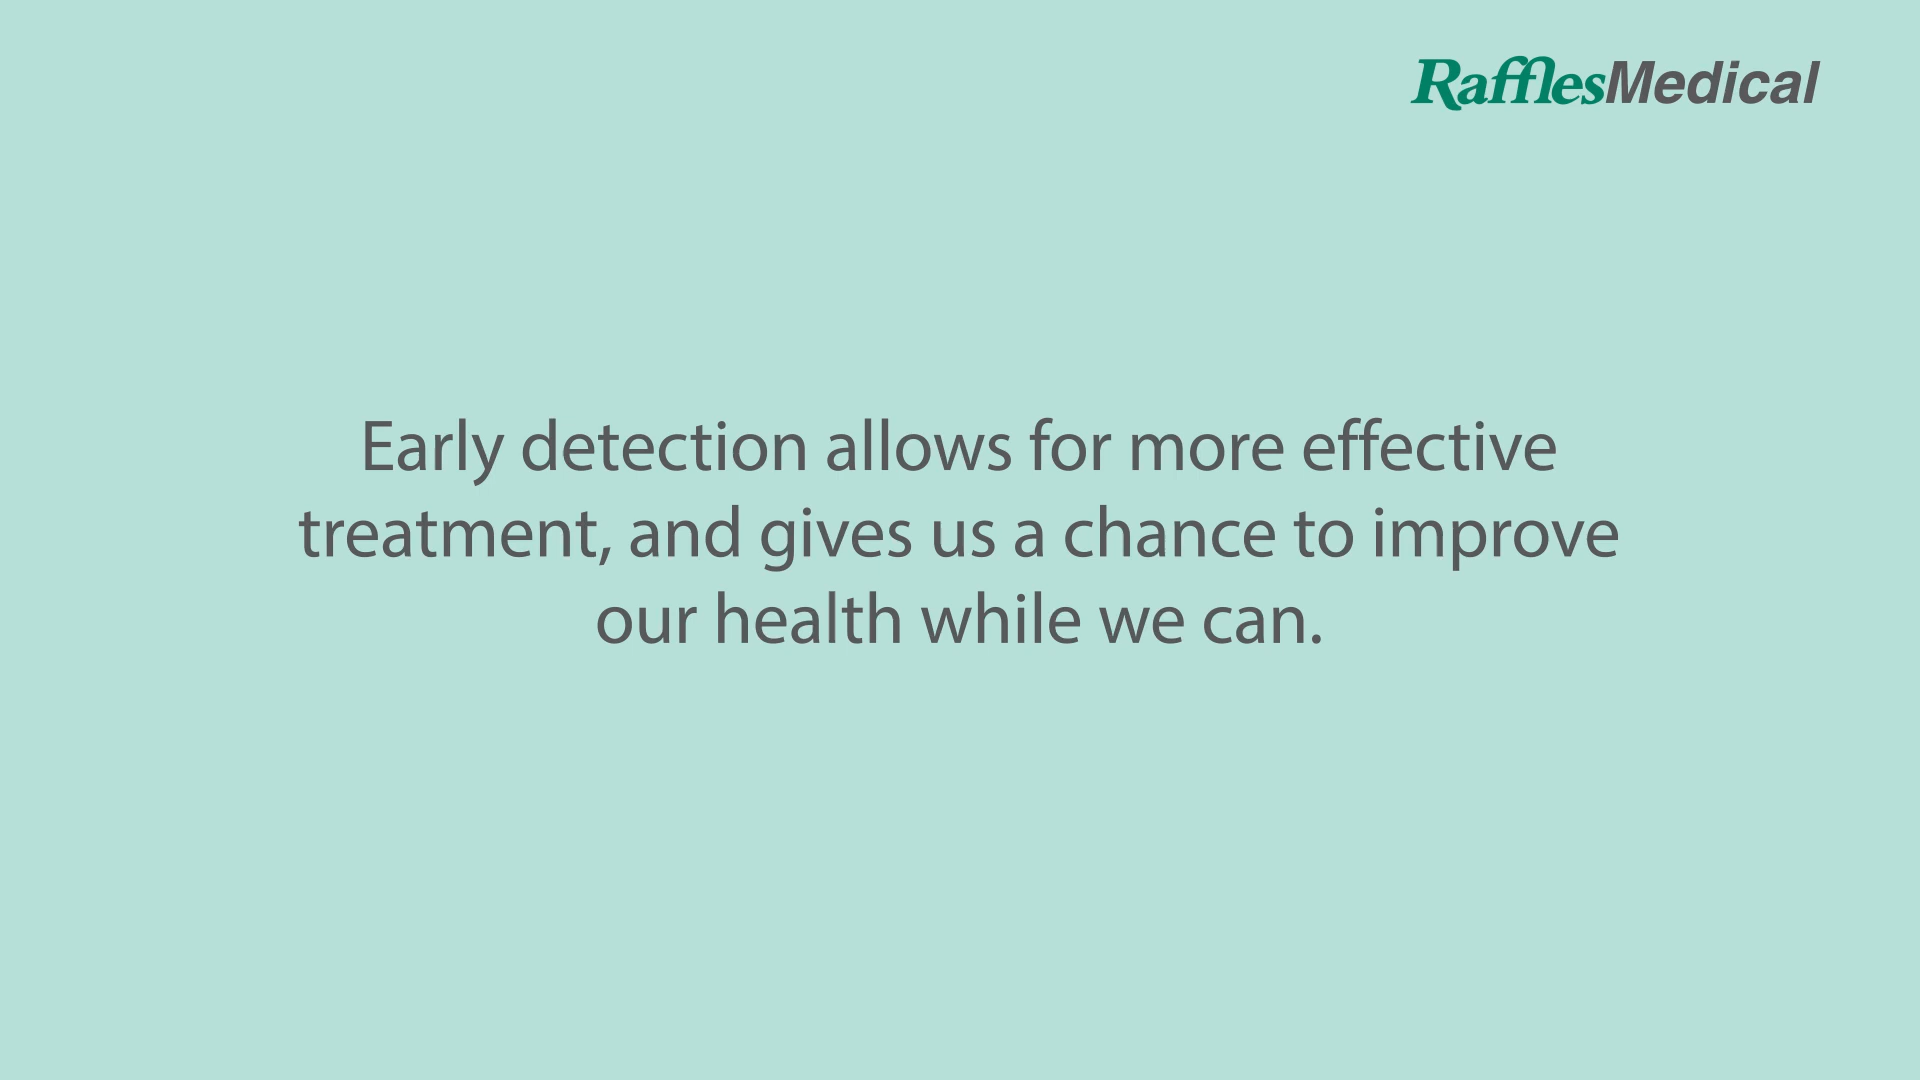 RafflesMedical
Early detection allows for more effective
treatment, and gives us a chance to improve
our health while we can.